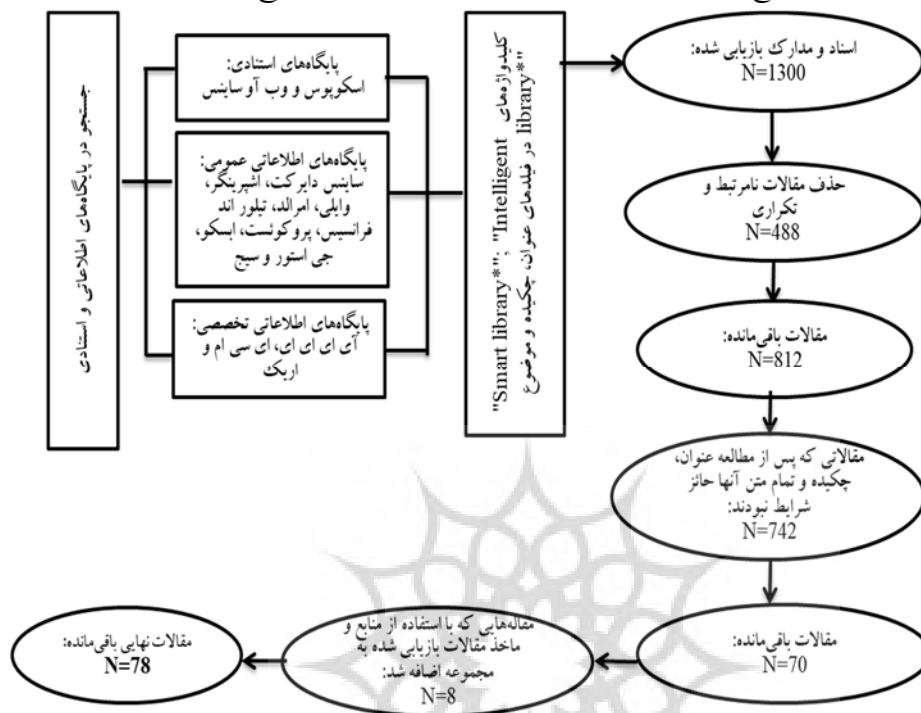 جستجو در پایگاه‌های اطلاعاتی و استنادی
پایگاه‌های استنادی:
اسکوپوس و وب آو ساینس
پایگاه‌های اطلاعاتی عمومی:
ساینس دایرکت، اشپرینگر،
وایلی، امرالد، تیلور اند
فرانسیس، پروکوئست، ابسکو،
جی استور و سیج
پایگاه‌های اطلاعاتی تخصصی:
آی ای ای ای، ای سی ام و
اریک
کلیدواژه‌های "Smart library*"; "Intelligent
library*" در فیلدهای عنوان، چکیده و موضوع
اسناد و مدارک بازیابی شده:
N=1300
حذف مقالات نامرتبط و
تکراری
N=488
مقالات باقی‌مانده:
N=812
مقالاتی که پس از مطالعه عنوان،
چکیده و تمام متن آنها حائز
شرایط نبودند:
N=742
مقالات باقی‌مانده:
N=70
مقاله‌هایی که با استفاده از منابع و
ماخذ مقالات بازیابی شده به
مجموعه اضافه شد:
N=8
مقالات نهایی باقی‌مانده:
N=78